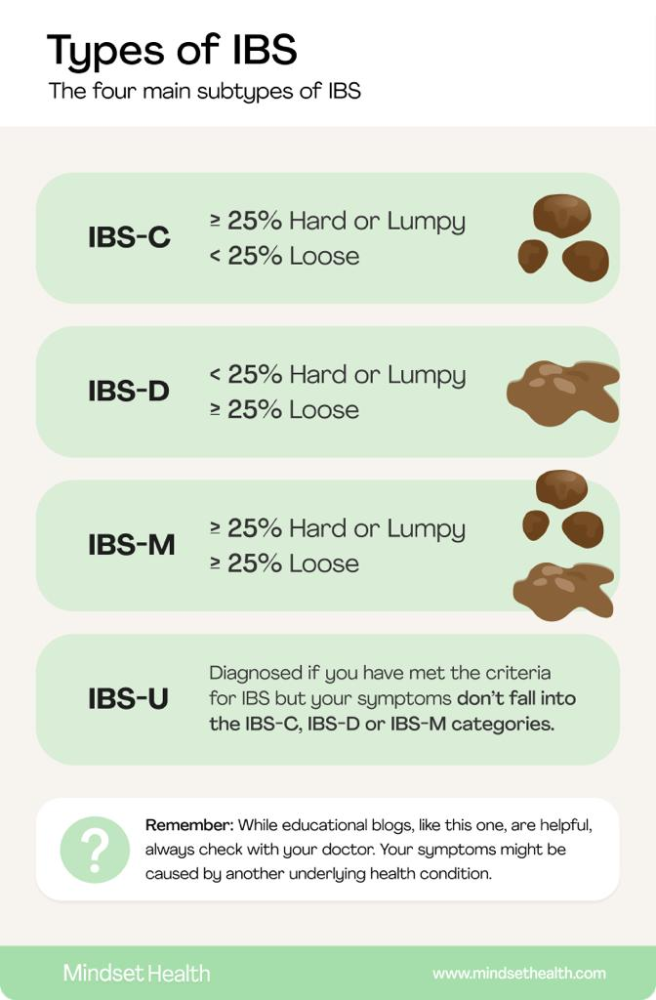 Types of IBS
The four main subtypes of IBS
IBS-C
≥ 25% Hard or Lumpy
< 25% Loose
IBS-D
< 25% Hard or Lumpy
≥ 25% Loose
IBS-M
≥ 25% Hard or Lumpy
≥ 25% Loose
IBS-U
Diagnosed if you have met the criteria
for IBS but your symptoms don't fall into
the IBS-C, IBS-D or IBS-M categories.
?
Remember: While educational blogs, like this one, are helpful,
always check with your doctor. Your symptoms might be
caused by another underlying health condition.
Mindset Health
www.mindsethealth.com